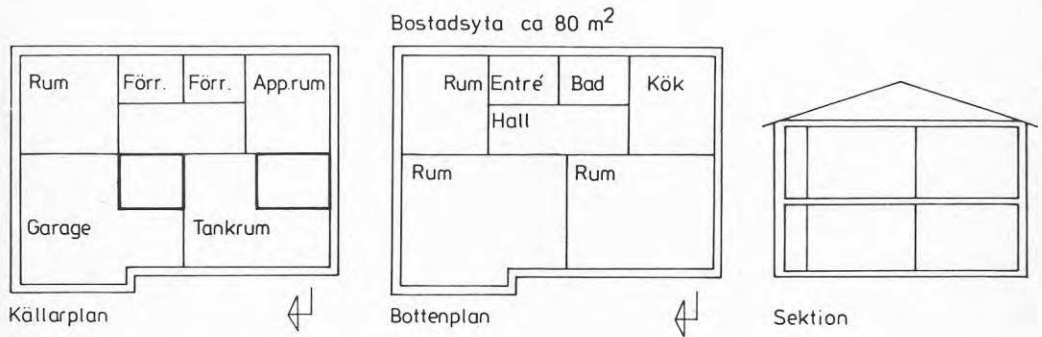 Bostadsyta ca 80 m²
Rum
Förr.
Förr.
App.rum
Garage
Tankrum
Källarplan
Rum
Entré
Bad
Kök
Hall
Rum
Rum
Bottenplan
Sektion